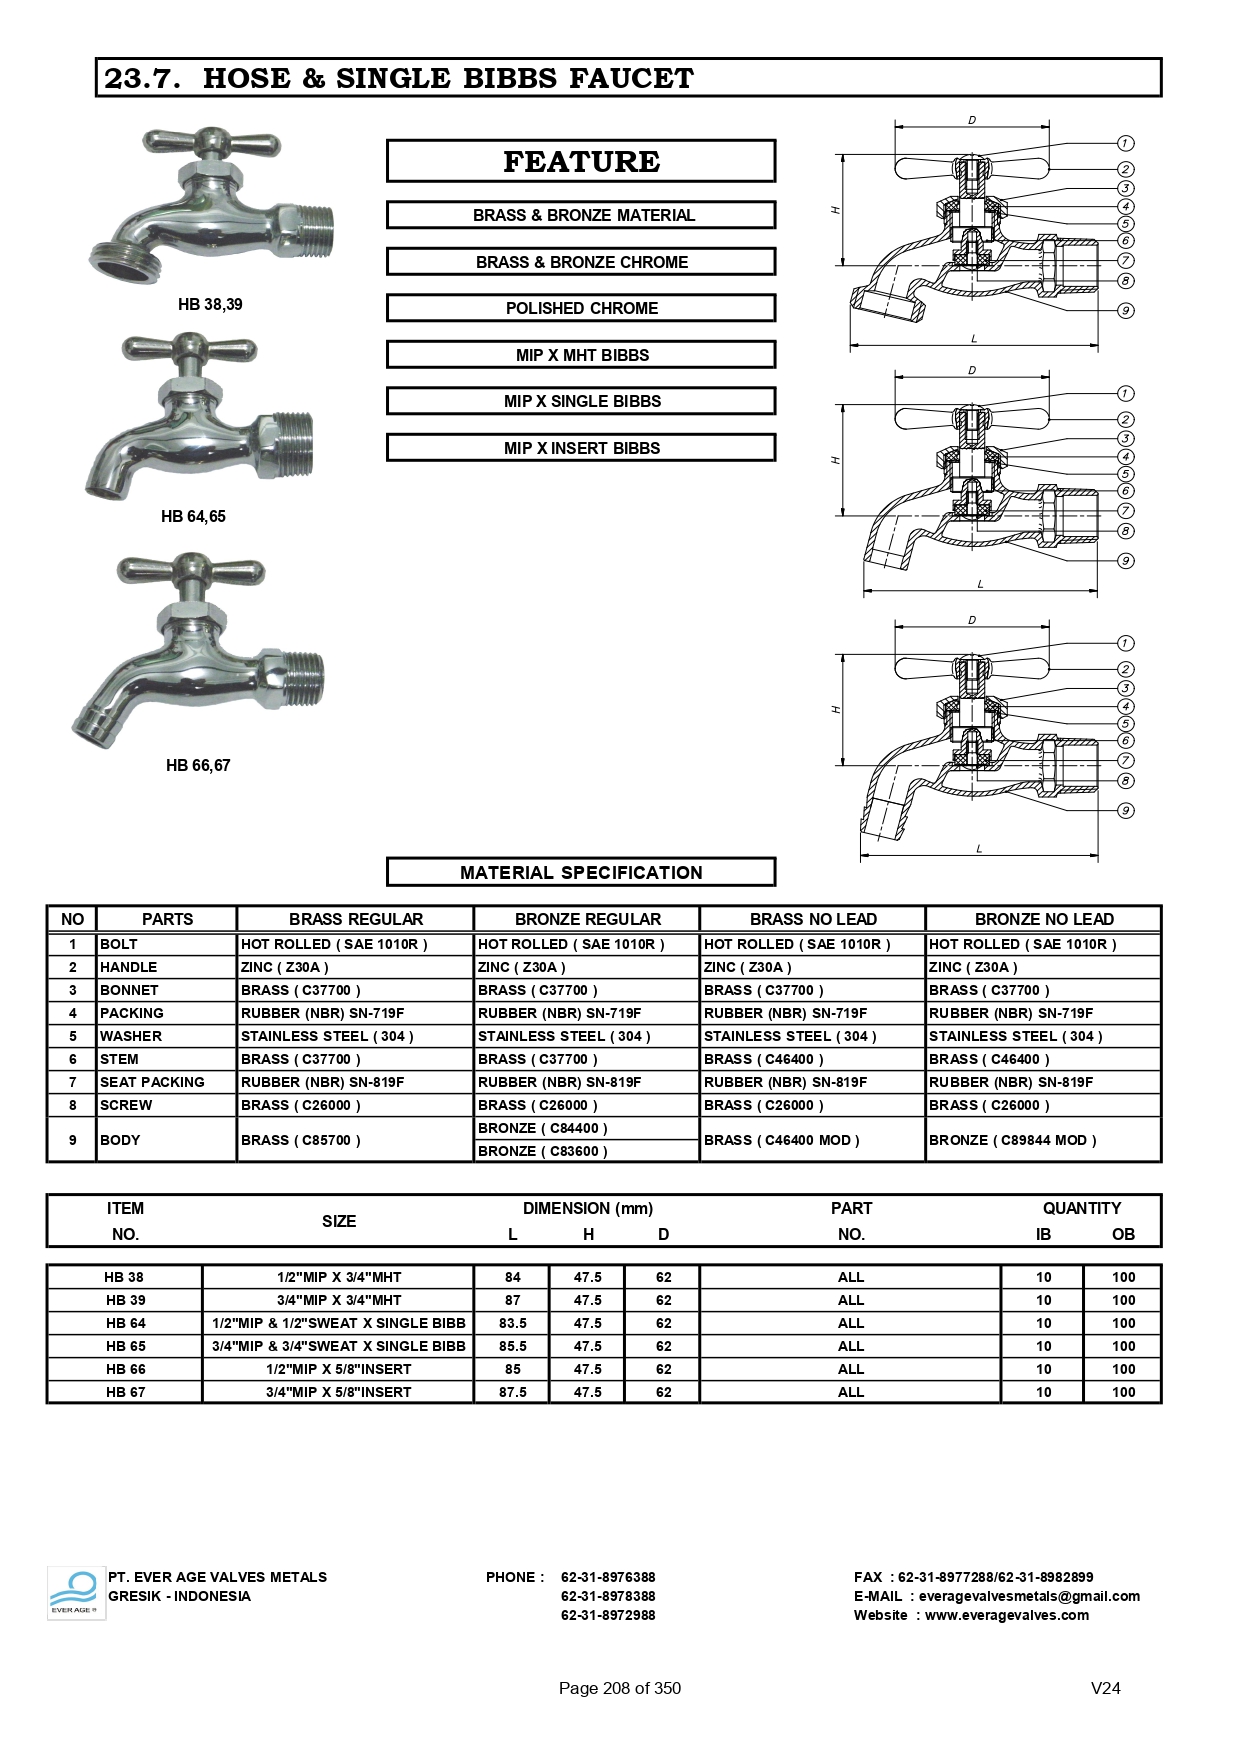 23.7. HOSE & SINGLE BIBBS FAUCET
FEATURE
BRASS & BRONZE MATERIAL
BRASS & BRONZE CHROME
POLISHED CHROME
MIP X MHT BIBBS
MIP X SINGLE BIBBS
MIP X INSERT BIBBS
HB 38,39
HB 64,65
HB 66,67
D
H
L
1
2
3
4
5
6
7
8
9
D
H
L
1
2
3
4
5
6
7
8
9
D
H
L
1
2
3
4
5
6
7
8
9
MATERIAL SPECIFICATION
NO PARTS BRASS REGULAR BRONZE REGULAR BRASS NO LEAD BRONZE NO LEAD
1 BOLT HOT ROLLED ( SAE 1010R ) HOT ROLLED ( SAE 1010R ) HOT ROLLED ( SAE 1010R ) HOT ROLLED ( SAE 1010R )
2 HANDLE ZINC ( Z30A ) ZINC ( Z30A ) ZINC ( Z30A ) ZINC ( Z30A )
3 BONNET BRASS ( C37700 ) BRASS ( C37700 ) BRASS ( C37700 ) BRASS ( C37700 )
4 PACKING RUBBER (NBR) SN-719F RUBBER (NBR) SN-719F RUBBER (NBR) SN-719F RUBBER (NBR) SN-719F
5 WASHER STAINLESS STEEL ( 304 ) STAINLESS STEEL ( 304 ) STAINLESS STEEL ( 304 ) STAINLESS STEEL ( 304 )
6 STEM BRASS ( C37700 ) BRASS ( C37700 ) BRASS ( C46400 ) BRASS ( C46400 )
7 SEAT PACKING RUBBER (NBR) SN-819F RUBBER (NBR) SN-819F RUBBER (NBR) SN-819F RUBBER (NBR) SN-819F
8 SCREW BRASS ( C26000 ) BRASS ( C26000 ) BRASS ( C26000 ) BRASS ( C26000 )
9 BODY BRASS ( C85700 ) BRONZE ( C84400 ) BRASS ( C46400 MOD ) BRONZE ( C89844 MOD )
BRONZE ( C83600 )
ITEM SIZE DIMENSION (mm) PART QUANTITY
NO. L H D NO. IB OB
HB 38 1/2"MIP X 3/4"MHT 84 47.5 62 ALL 10 100
HB 39 3/4"MIP X 3/4"MHT 87 47.5 62 ALL 10 100
HB 64 1/2"MIP & 1/2"SWEAT X SINGLE BIBB 83.5 47.5 62 ALL 10 100
HB 65 3/4"MIP & 3/4"SWEAT X SINGLE BIBB 85.5 47.5 62 ALL 10 100
HB 66 1/2"MIP X 5/8"INSERT 85 47.5 62 ALL 10 100
HB 67 3/4"MIP X 5/8"INSERT 87.5 47.5 62 ALL 10 100
EVER AGE ®
PT. EVER AGE VALVES METALS PHONE : 62-31-8976388 FAX : 62-31-8977288/62-31-8982899
GRESIK - INDONESIA 62-31-8978388 E-MAIL : everagevalvesmetals@gmail.com
62-31-8972988 Website : www.everagevalves.com
Page 208 of 350 V24